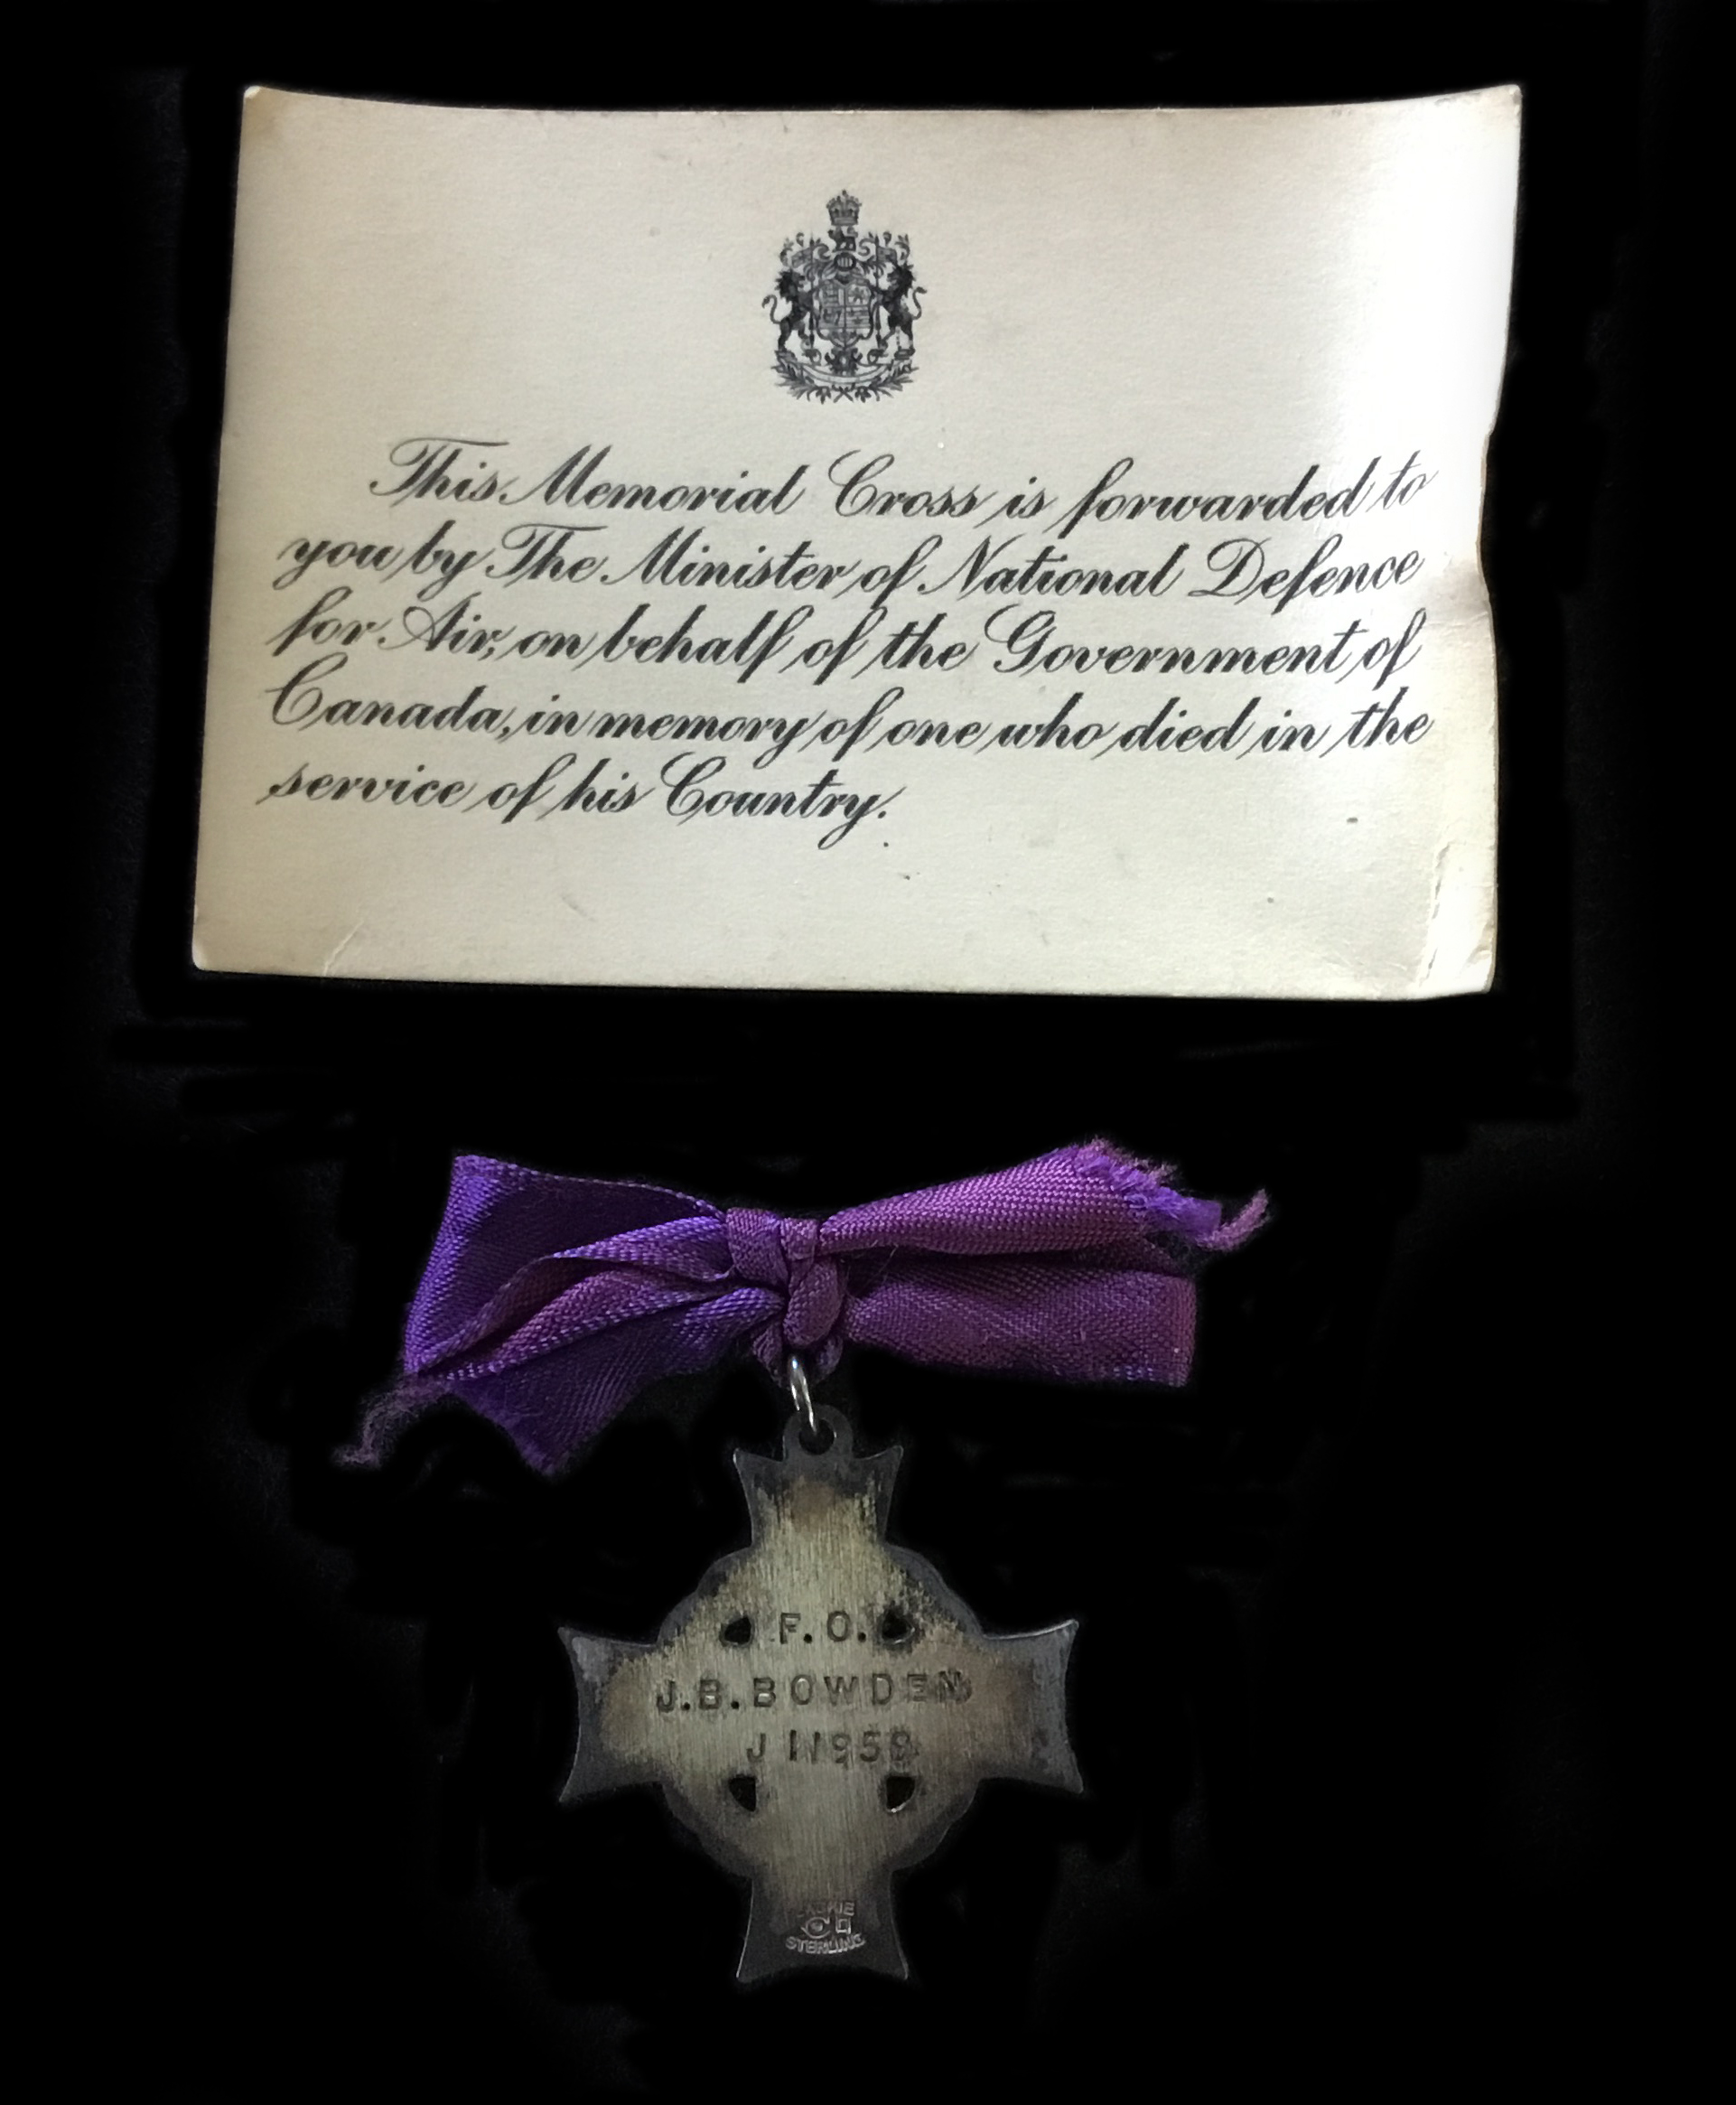 This Memorial Cross is forwarded to
you by The Minister of National Defence
for Air, on behalf of the Government of
Canada, in memory of one who died in the
service of his Country.
F. O.
J.B. BOWDEN
J 11959
STERLING